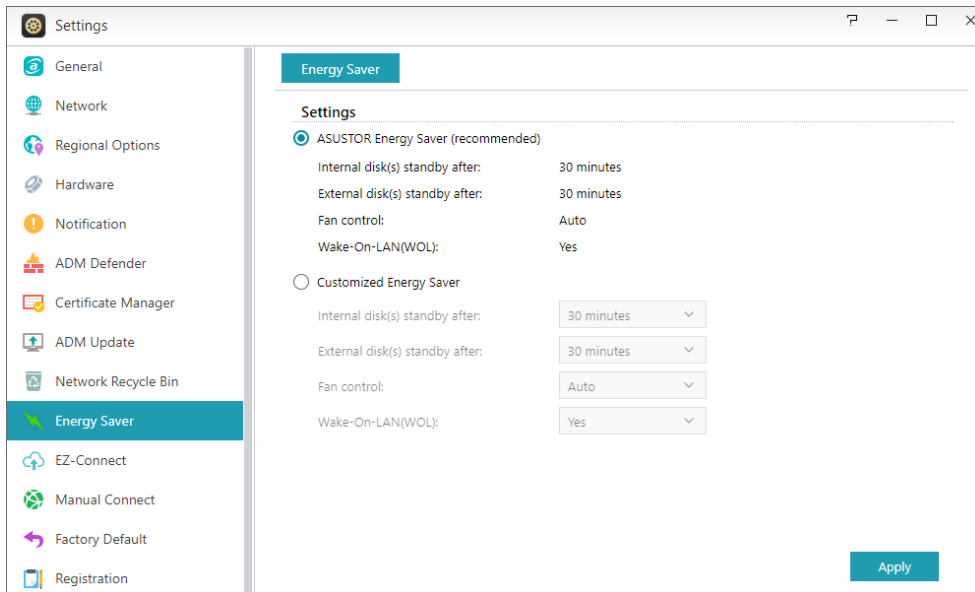 Settings
General
Network
Regional Options
Hardware
Notification
ADM Defender
Certificate Manager
ADM Update
Network Recycle Bin
Energy Saver
EZ-Connect
Manual Connect
Factory Default
Registration
Energy Saver
Settings
ASUSTOR Energy Saver (recommended)
Internal disk(s) standby after: 30 minutes
External disk(s) standby after: 30 minutes
Fan control: Auto
Wake-On-LAN(WOL): Yes
Customized Energy Saver
Internal disk(s) standby after: 30 minutes
External disk(s) standby after: 30 minutes
Fan control: Auto
Wake-On-LAN(WOL): Yes
Apply